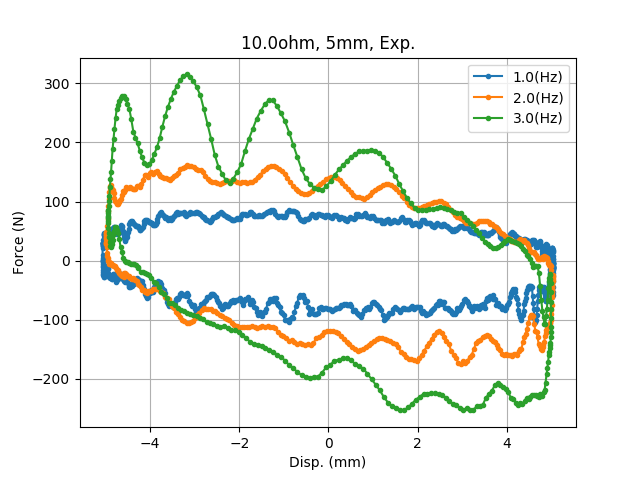 10.0ohm, 5mm, Exp.
1.0(Hz)
2.0(Hz)
3.0(Hz)
Force (N)
300
200
100
0
−100
−200
−4
−2
0
2
4
Disp. (mm)